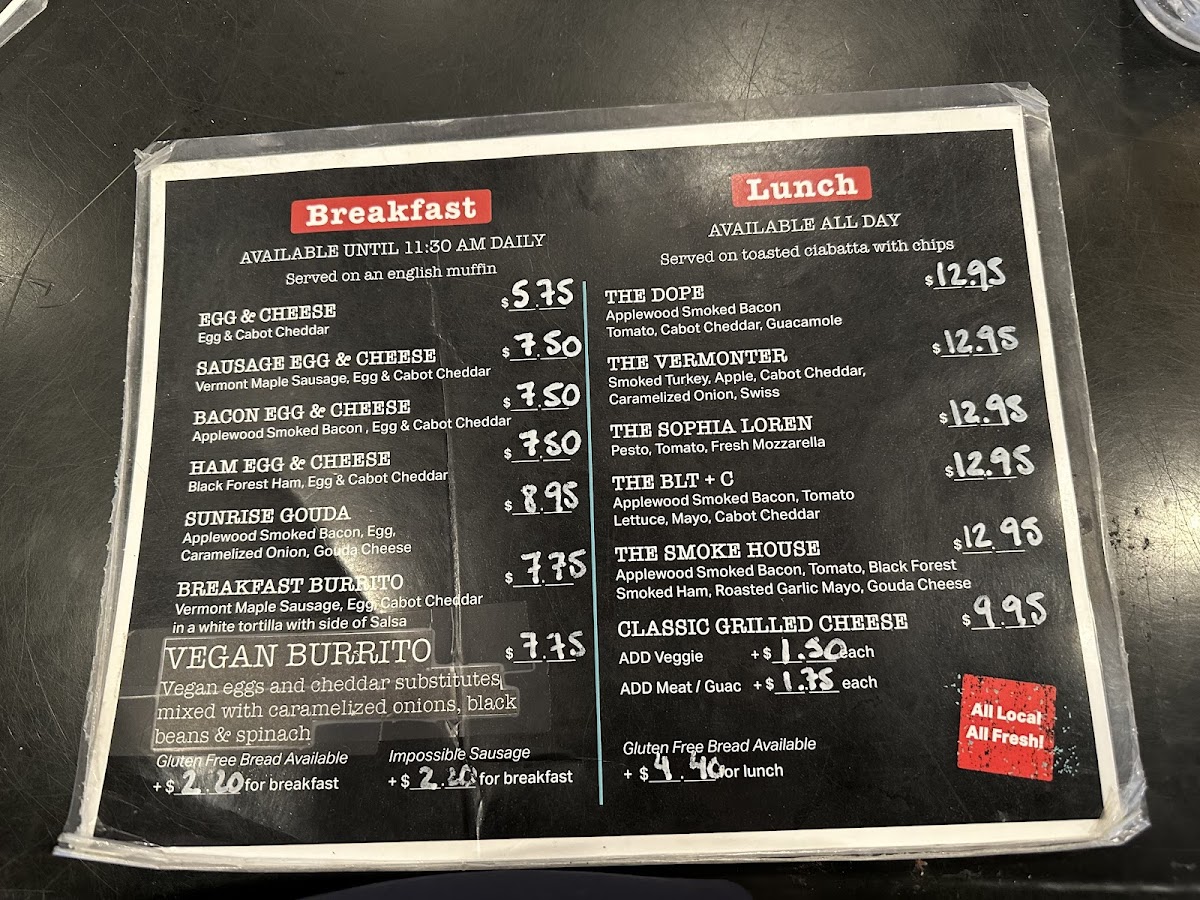 Breakfast
AVAILABLE UNTIL 11:30 AM DAILY
Served on an english muffin
EGG & CHEESE $5.75
Egg & Cabot Cheddar
SAUSAGE EGG & CHEESE $7.50
Vermont Maple Sausage, Egg & Cabot Cheddar
BACON EGG & CHEESE $7.50
Applewood Smoked Bacon , Egg & Cabot Cheddar
HAM EGG & CHEESE $7.50
Black Forest Ham, Egg & Cabot Cheddar
SUNRISE GOUDA $8.95
Applewood Smoked Bacon, Egg,
Caramelized Onion, Gouda Cheese
BREAKFAST BURRITO $7.75
Vermont Maple Sausage, Egg, Cabot Cheddar
in a white tortilla with side of Salsa
VEGAN BURRITO $7.75
Vegan eggs and cheddar substitutes,
mixed with caramelized onions, black
beans & spinach
Gluten Free Bread Available
+ $2.20 for breakfast
Impossible Sausage
+ $2.20 for breakfast
Lunch
AVAILABLE ALL DAY
Served on toasted ciabatta with chips
THE DOPE $12.95
Applewood Smoked Bacon
Tomato, Cabot Cheddar, Guacamole
THE VERMONTER $12.95
Smoked Turkey, Apple, Cabot Cheddar,
Caramelized Onion, Swiss
THE SOPHIA LOREN $12.95
Pesto, Tomato, Fresh Mozzarella
THE BLT + C $12.95
Applewood Smoked Bacon, Tomato
Lettuce, Mayo, Cabot Cheddar
THE SMOKE HOUSE $12.95
Applewood Smoked Bacon, Tomato, Black Forest
Smoked Ham, Roasted Garlic Mayo, Gouda Cheese
CLASSIC GRILLED CHEESE $9.95
ADD Veggie +$1.50 each
ADD Meat / Guac +$1.75 each
Gluten Free Bread Available
+ $4.40 for lunch
All Local
All Fresh!